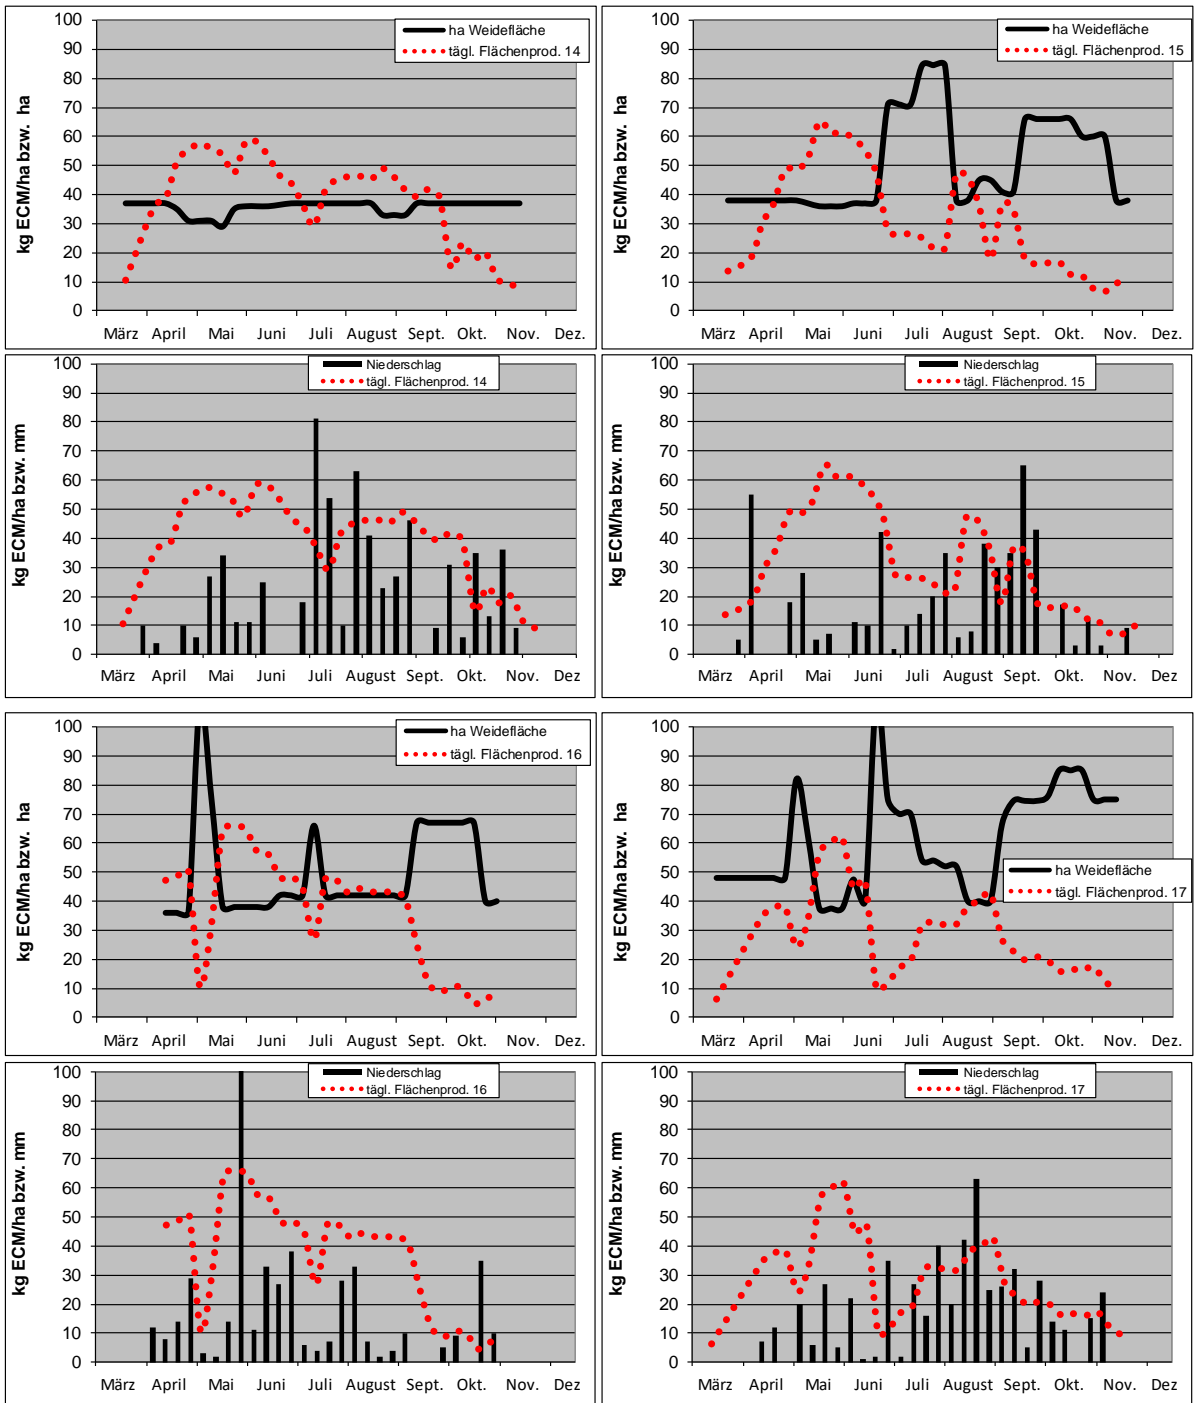 kg ECM/ha bzw. ha
100
90
80
70
60
50
40
30
20
10
0
ha Weidefläche
tägl. Flächenprod. 14
März April Mai Juni Juli August Sept. Okt. Nov. Dez.
kg ECM/ha bzw. ha
100
90
80
70
60
50
40
30
20
10
0
ha Weidefläche
tägl. Flächenprod. 15
März April Mai Juni Juli August Sept. Okt. Nov. Dez.
kg ECM/ha bzw. mm
100
90
80
70
60
50
40
30
20
10
0
Niederschlag
tägl. Flächenprod. 14
März April Mai Juni Juli August Sept. Okt. Nov. Dez
kg ECM/ha bzw. mm
100
90
80
70
60
50
40
30
20
10
0
Niederschlag
tägl. Flächenprod. 15
März April Mai Juni Juli August Sept. Okt. Nov. Dez
kg ECM/ha bzw. ha
100
90
80
70
60
50
40
30
20
10
0
ha Weidefläche
tägl. Flächenprod. 16
März April Mai Juni Juli August Sept. Okt. Nov. Dez.
kg ECM/ha bzw. ha
100
90
80
70
60
50
40
30
20
10
0
ha Weidefläche
tägl. Flächenprod. 17
März April Mai Juni Juli August Sept. Okt. Nov. Dez.
kg ECM/ha bzw. mm
100
90
80
70
60
50
40
30
20
10
0
Niederschlag
tägl. Flächenprod. 16
März April Mai Juni Juli August Sept. Okt. Nov. Dez
kg ECM/ha bzw. mm
100
90
80
70
60
50
40
30
20
10
0
Niederschlag
tägl. Flächenprod. 17
März April Mai Juni Juli August Sept. Okt. Nov. Dez